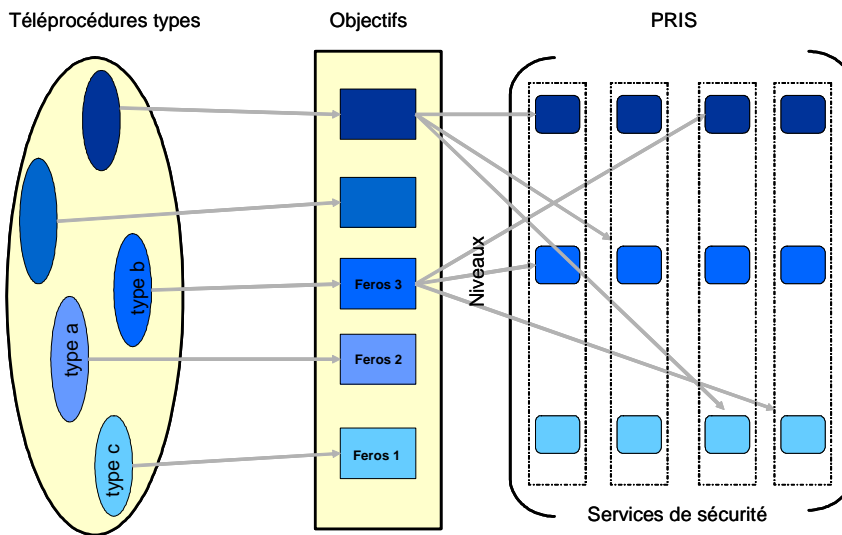 Téléprocédures types
Objectifs
PRIS
type b
type a
type c
Feros 3
Feros 2
Feros 1
Niveaux
Services de sécurité